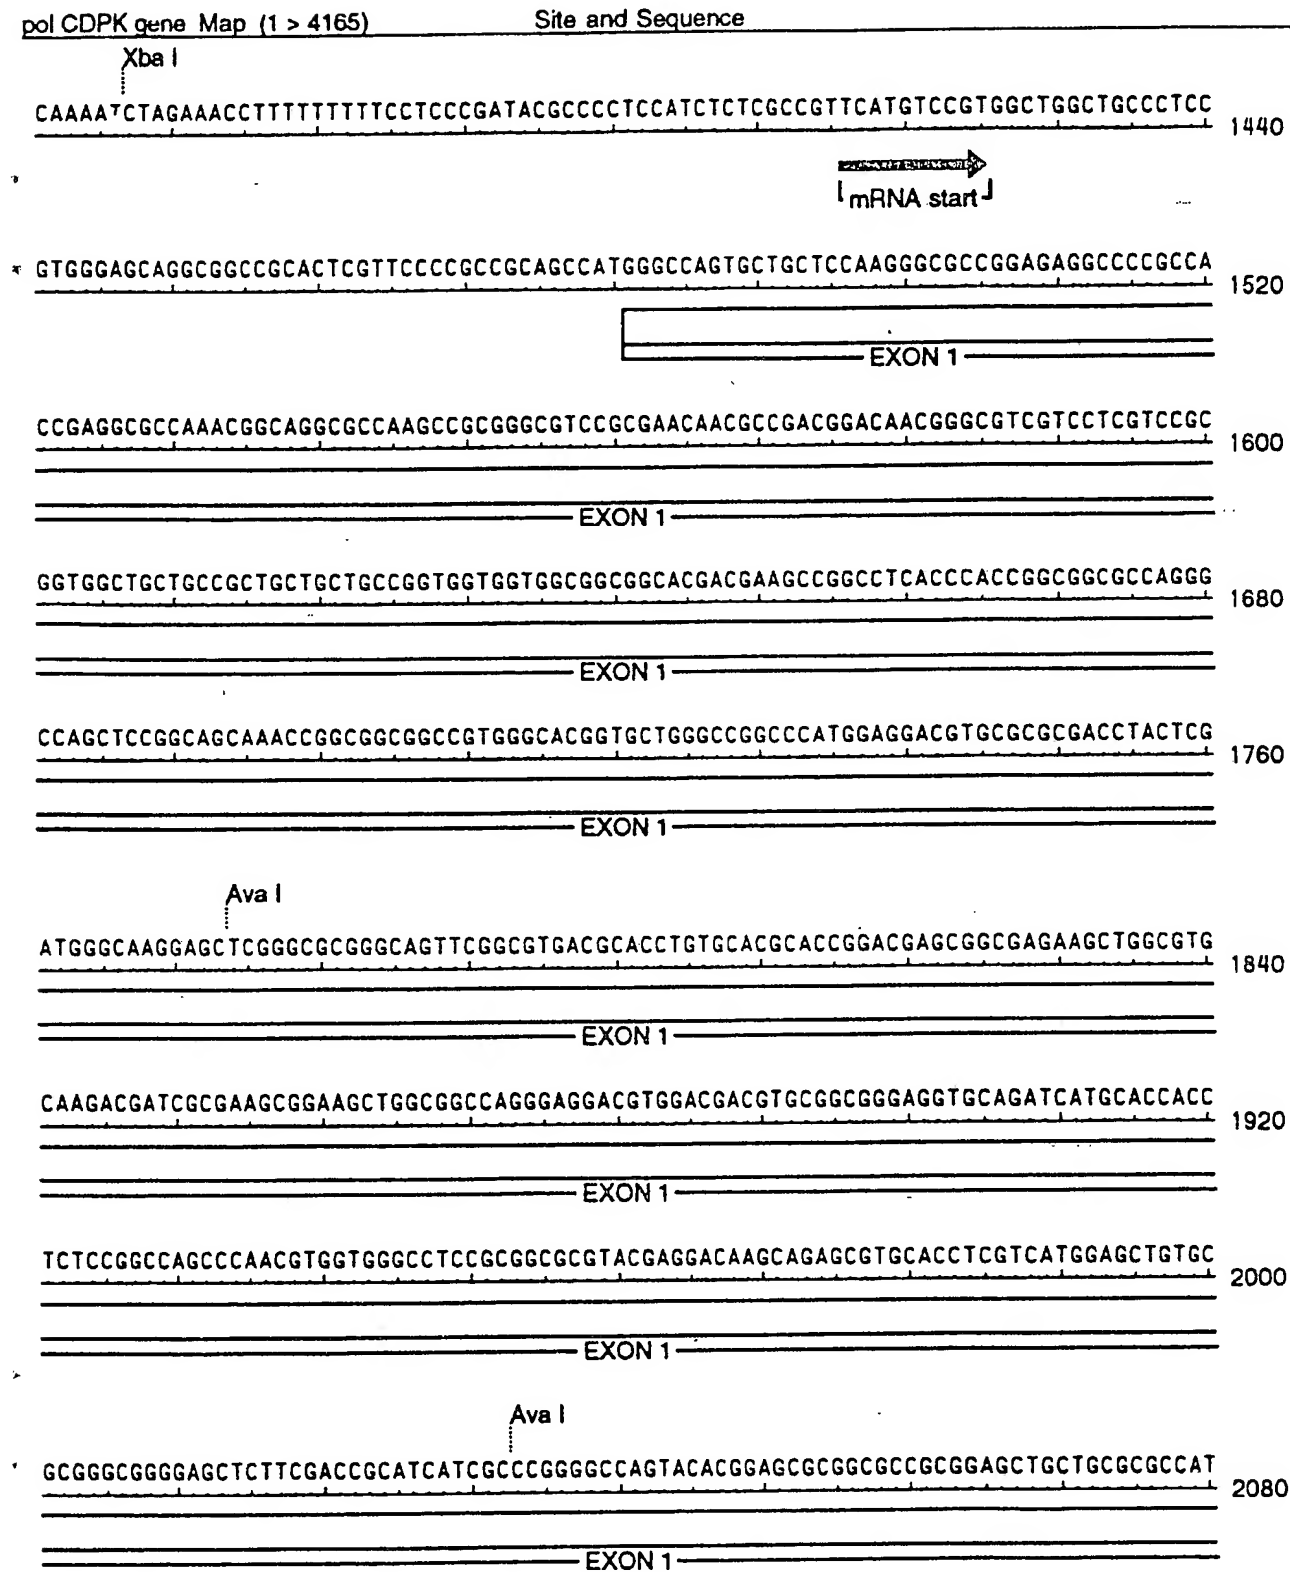 pol CDPK gene Map (1 > 4165) Site and Sequence
Xba I
CAAAATCTAGAAACCTTTTTTTTTTCCTCCCGATACGCCCCTCCATCTCTCGCCGTTCATGTCCGTGGCTGGCTGCCCTCC 1440
mRNA start
GTGGGAGCAGGCGGCCGCACTCGTTCCCCGCCGCAGCCATGGGCCAGTGCTGCTCCAAGGGCGCCGGAGAGGCCCCGCCA 1520
EXON 1
CCGAGGCGCCAAACGGCAGGCGCCAAGCCGCGGGCGTCCGCGAACAACGCCGACGGACAACGGGCGTCGTCCTCGTCCGC 1600
EXON 1
GGTGGCTGCTGCCGCTGCTGCTGCCGGTGGTGGTGGCGGCGGCACGACGAAGCCGGCCTCACCCACCGGCGGCGCCAGGG 1680
EXON 1
CCAGCTCCGGCAGCAAACCGGCGGCGGCCGTGGGCACGGTGCTGGGCCGGCCCATGGAGGACGTGCGCGCGACCTACTCG 1760
EXON 1
Ava I
ATGGGCAAGGAGCTCGGGCGCGGGCAGTTCGGCGTGACGCACCTGTGCACGCACCGGACGAGCGGCGAGAAGCTGGCGTG 1840
EXON 1
CAAGACGATCGCGAAGCGGAAGCTGGCGGCCAGGGAGGACGTGGACGACGTGCGGCGGGAGGTGCAGATCATGCACCACC 1920
EXON 1
TCTCCGGCCAGCCCAACGTGGTGGGCCTCCGCGGCGCGTACGAGGACAAGCAGAGCGTGCACCTCGTCATGGAGCTGTGC 2000
EXON 1
Ava I
GCGGGCGGGGAGCTCTTCGACCGCATCATCGCCCGGGGCCAGTACACGGAGCGCGGCGCCGCGGAGCTGCTGCGCGCCAT 2080
EXON 1